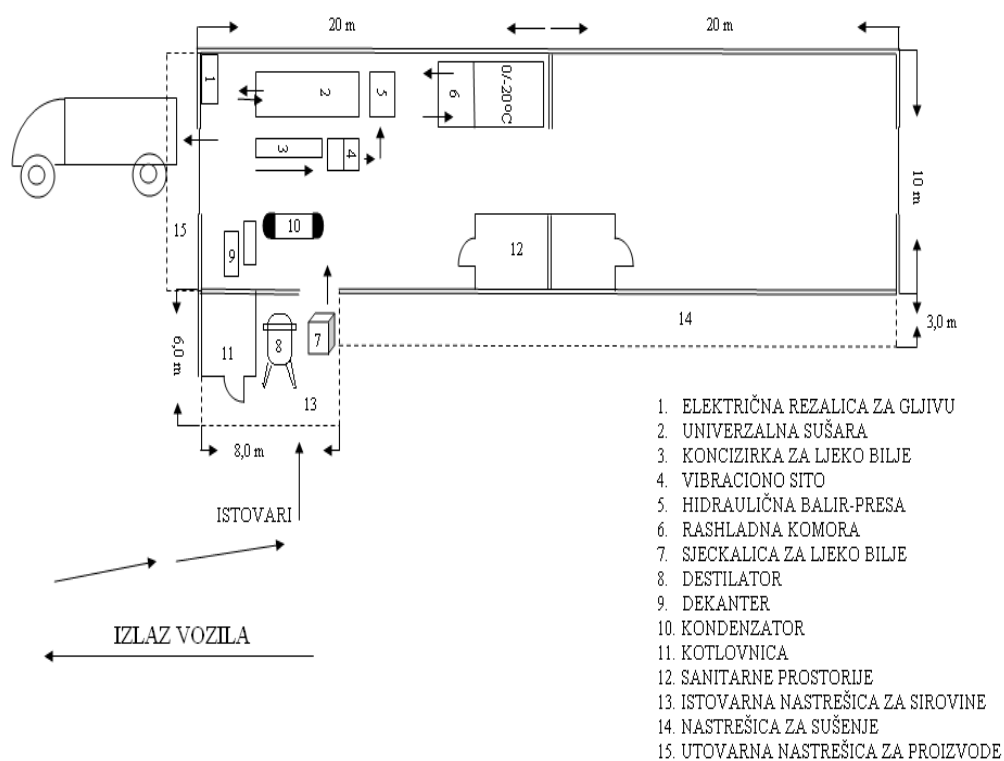 20 m
20 m
1
2
5
6
0/-20°C
3
4
10 m
15
9
10
12
14
3,0 m
6,0 m
11
8
7
13
8,0 m
ISTOVARI
IZLAZ VOZILA
1. ELEKTRIČNA REZALICA ZA GLJIVU
2. UNIVERZALNA SUŠARA
3. KONCIZIRKA ZA LJEKO BILJE
4. VIBRACIONO SITO
5. HIDRAULIČNA BALIR-PRESA
6. RASHLADNA KOMORA
7. SJECKALICA ZA LJEKO BILJE
8. DESTILATOR
9. DEKANTER
10. KONDENZATOR
11. KOTLOVNICA
12. SANITARNE PROSTORIJE
13. ISTOVARNA NASTREŠICA ZA SIROVINE
14. NASTREŠICA ZA SUŠENJE
15. UTOVARNA NASTREŠICA ZA PROIZVODE